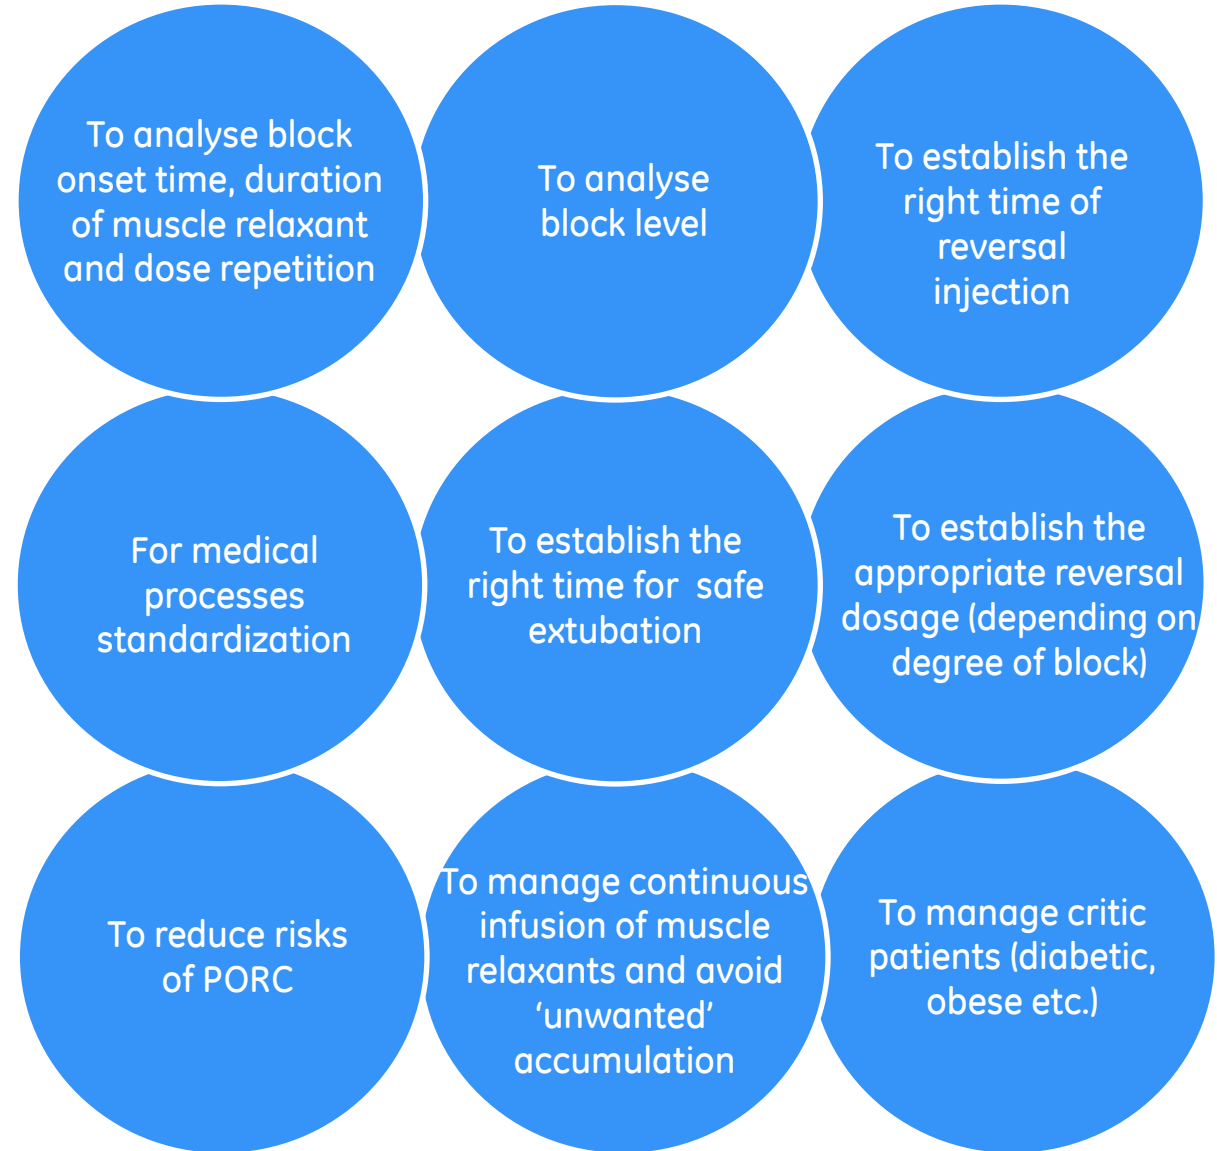 To analyse block
onset time, duration
of muscle relaxant
and dose repetition
To analyse
block level
To establish the
right time of
reversal
injection
For medical
processes
standardization
To establish the
right time for  safe
extubation
To establish the
appropriate reversal
dosage (depending on
degree of block)
To reduce risks
of PORC
To manage continuous
infusion of muscle
relaxants and avoid
‘unwanted’
accumulation
To manage critic
patients (diabetic,
obese etc.)